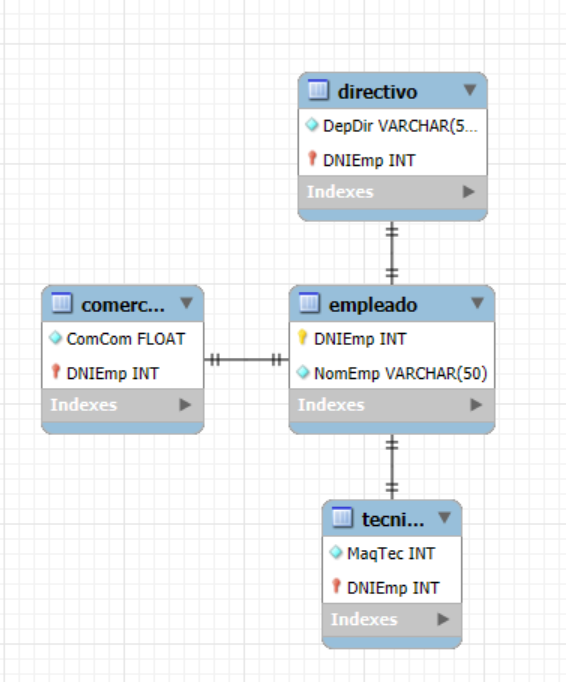 directivo
DepDir VARCHAR(5...
DNIEmp INT
Indexes
comerc...
ComCom FLOAT
DNIEmp INT
Indexes
empleado
DNIEmp INT
NomEmp VARCHAR(50)
Indexes
tecni...
MaqTec INT
DNIEmp INT
Indexes